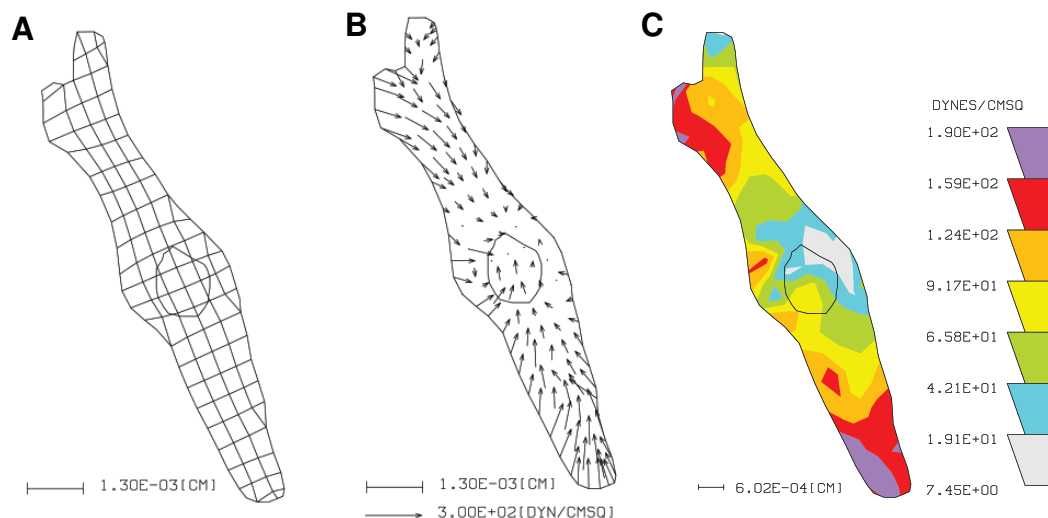 A
B
C
DYNES/CMSQ
1.90E+02
1.59E+02
1.24E+02
9.17E+01
6.58E+01
4.21E+01
1.91E+01
7.45E+00
1.30E-03[CM]
1.30E-03[CM]
3.00E+02[DYN/CMSQ]
6.02E-04[CM]